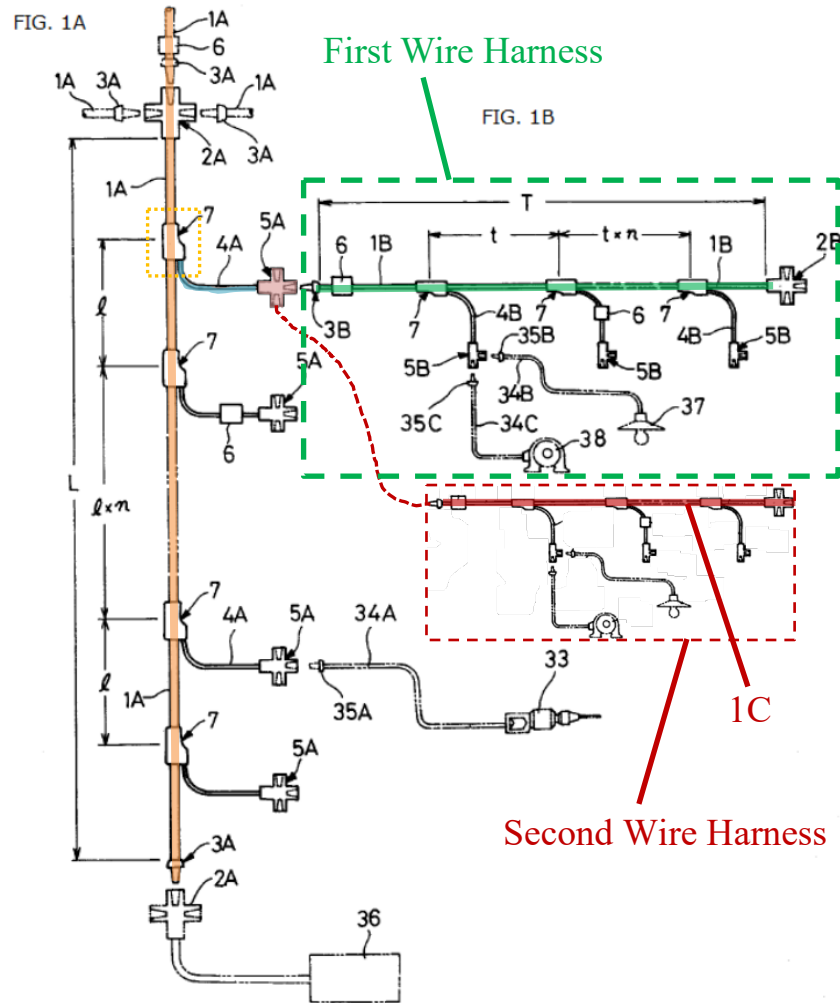 FIG. 1A
1A
6
3A
First Wire Harness
1A
3A
1A
FIG. 1B
3A
2A
1A
T
7
4A
5A
6
1B
t
t×n
1B
2B
ℓ
3B
7
4B
35B
7
6
7
4B
5B
7
5A
5B
34B
5B
35C
34C
38
37
6
L
ℓ×n
7
4A
5A
34A
1A
ℓ
35A
33
1C
7
5A
Second Wire Harness
3A
2A
36